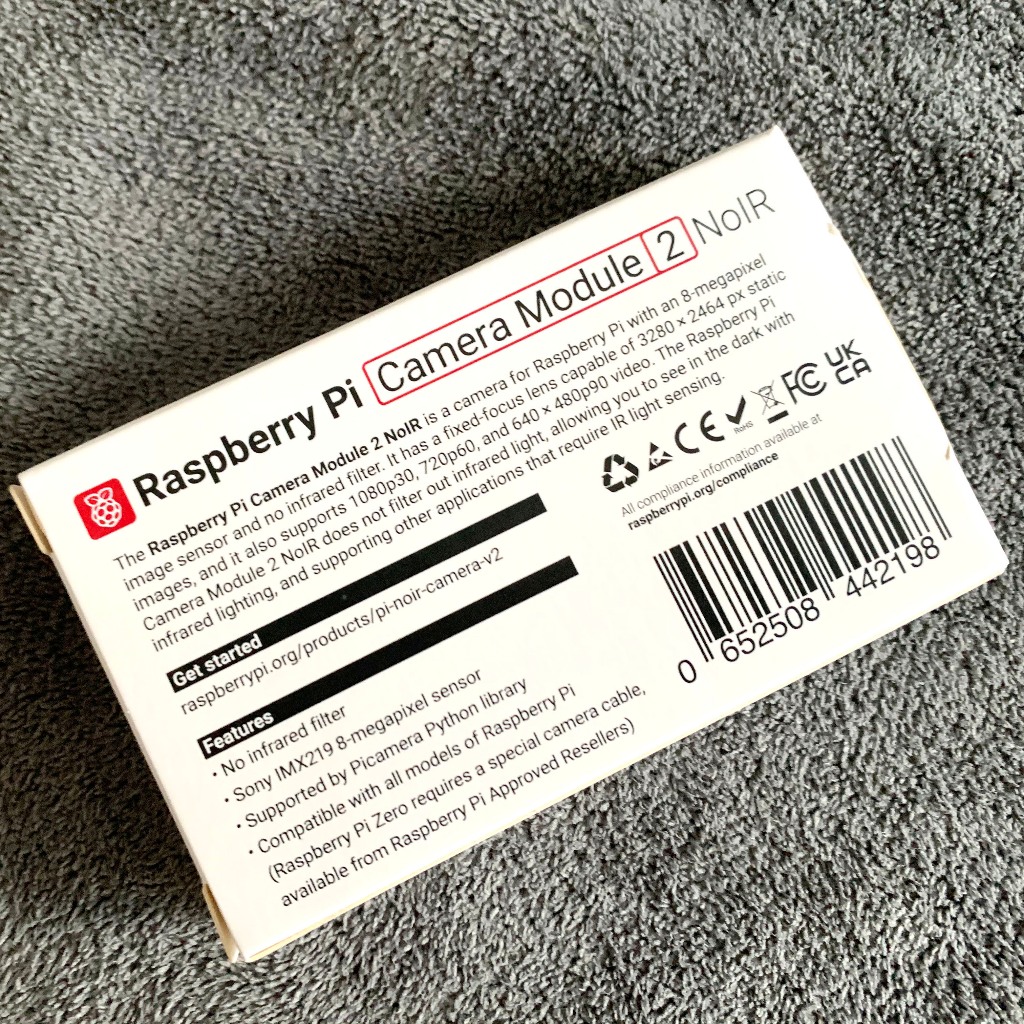 Raspberry Pi Camera Module 2 NoIR
The Raspberry Pi Camera Module 2 NoIR is a camera for Raspberry Pi with an 8-megapixel
image sensor and no infrared filter. It has a fixed-focus lens capable of 3280 × 2464 px static
images, and it also supports 1080p30, 720p60, and 640 × 480p90 video. The Raspberry Pi
Camera Module 2 NoIR does not filter out infrared light, allowing you to see in the dark with
infrared lighting, and supporting other applications that require IR light sensing.
Get started
raspberrypi.org/products/pi-noir-camera-v2
Features
• No infrared filter
• Sony IMX219 8-megapixel sensor
• Supported by Picamera Python library
• Compatible with all models of Raspberry Pi
(Raspberry Pi Zero requires a special camera cable,
available from Raspberry Pi Approved Resellers)
CE RoHS FC UK CA
All compliance information available at
raspberrypi.org/compliance
0 652508 442198